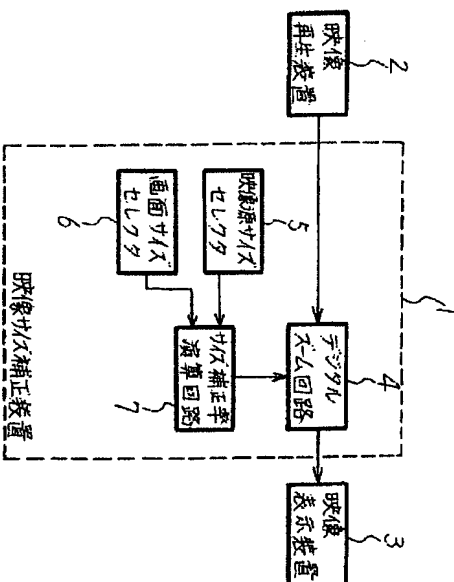 映像
再生装置
2
1
映像源サイズ
セレクタ
5
画面サイズ
セレクタ
6
デジタル
ズーム回路
4
サイズ補正率
演算回路
7
映像
表示装置
3
映像サイズ補正装置